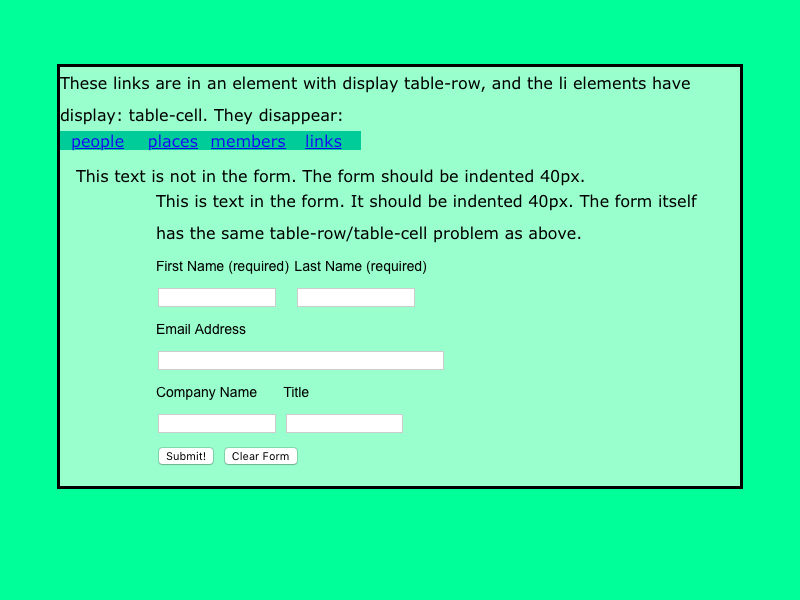 These links are in an element with display table-row, and the li elements have
display: table-cell. They disappear:
people places members links
This text is not in the form. The form should be indented 40px.
This is text in the form. It should be indented 40px. The form itself
has the same table-row/table-cell problem as above.
First Name (required) Last Name (required)
Email Address
Company Name Title
Submit! Clear Form